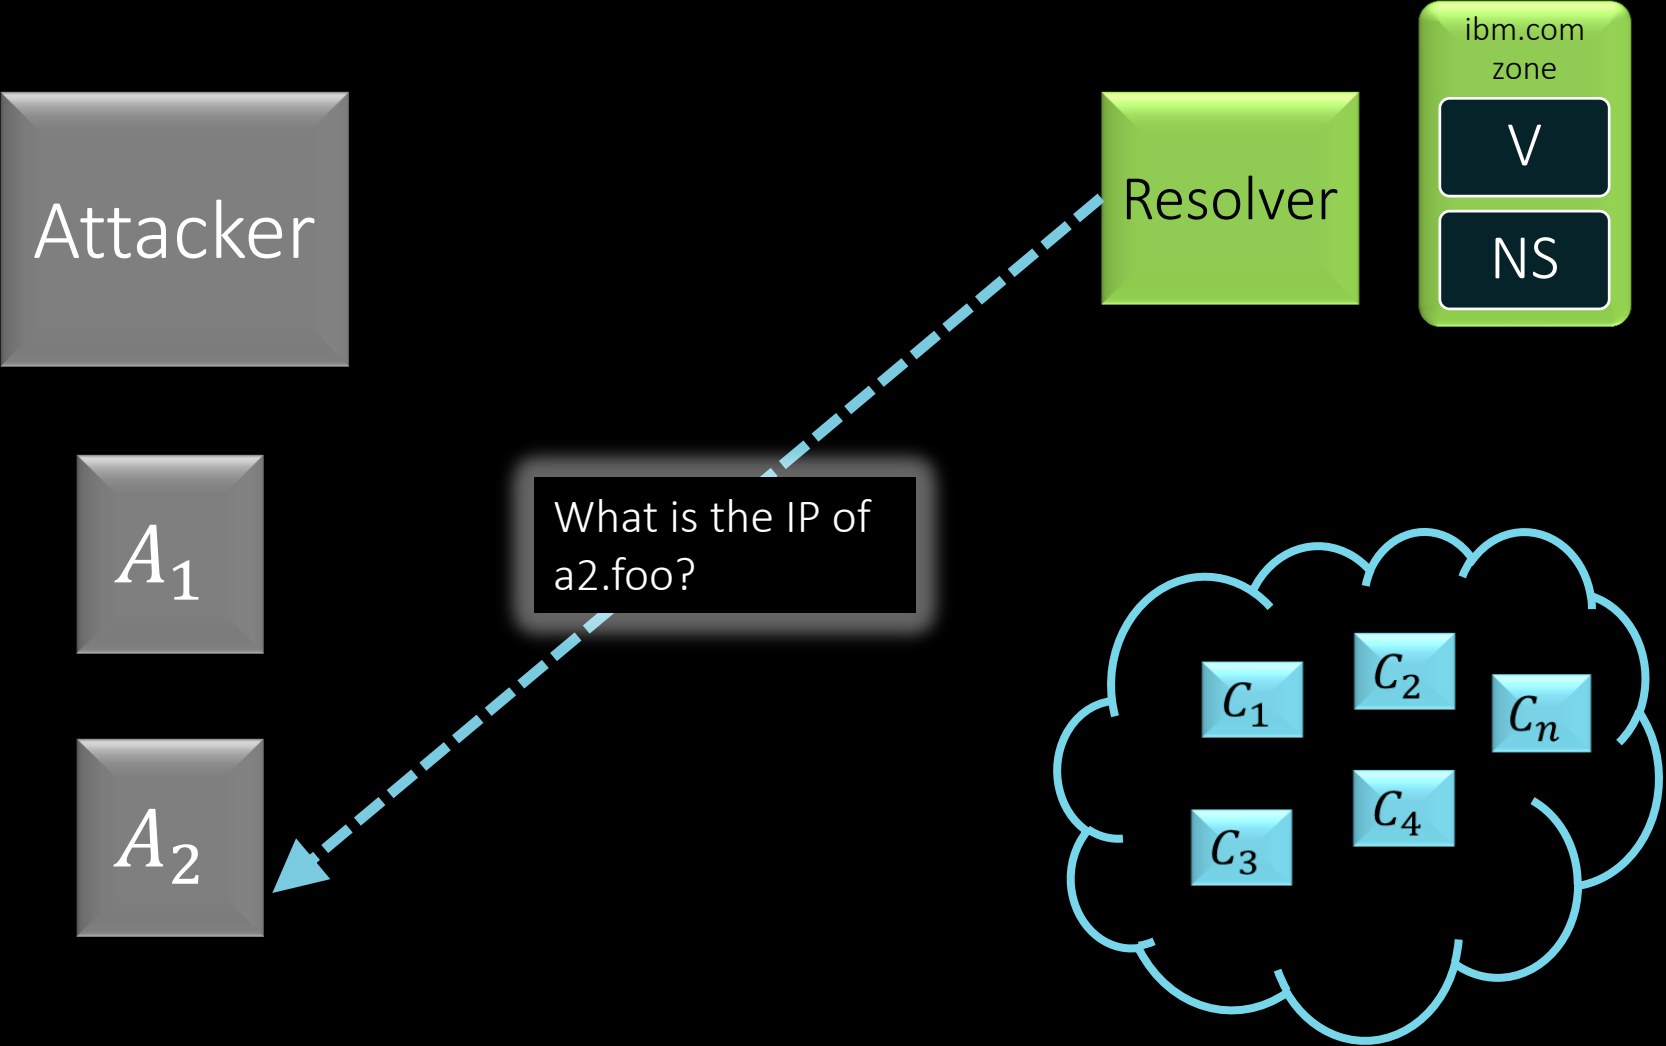 Attacker
Resolver
ibm.com
zone
V
NS
A₁
What is the IP of
a2.foo?
A₂
C₁
C₂
Cₙ
C₃
C₄